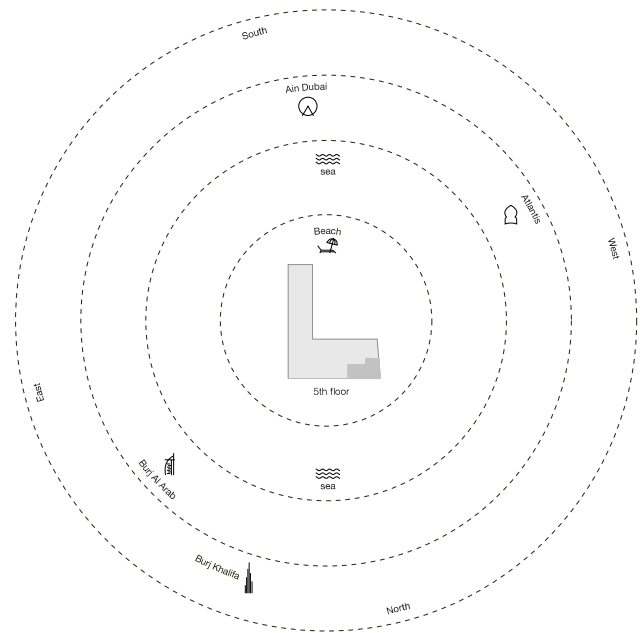 South
Ain Dubai
sea
Atlantis
Beach
West
5th floor
East
Burj Al Arab
sea
Burj Khalifa
North